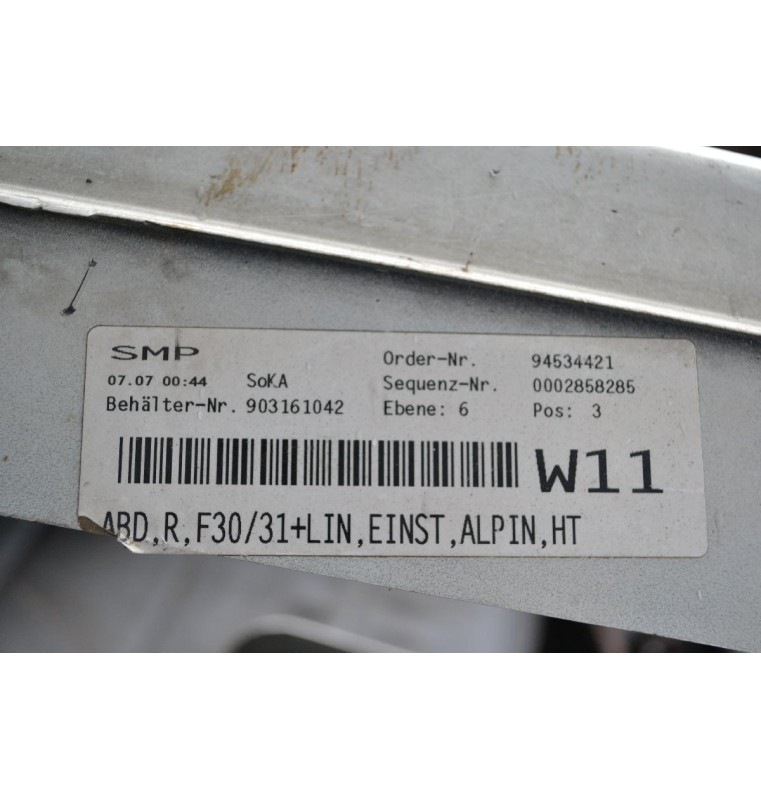 SMP Order-Nr. 94534421
07.07 00:44 SoKA Sequenz-Nr. 0002858285
Behälter-Nr. 903161042 Ebene: 6 Pos: 3
W11
ABD,R,F30/31+LIN,EINST,ALPIN,HT